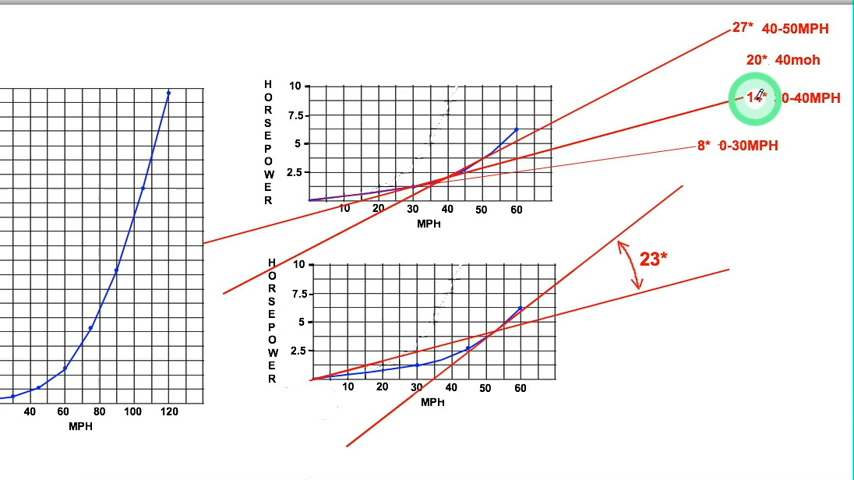 27* 40-50MPH
20* 40moh
14* 30-40MPH
8* 0-30MPH
HORSEPOWER
10
7.5
5
2.5
10 20 30 40 50 60
MPH
23*
HORSEPOWER
10
7.5
5
2.5
10 20 30 40 60
MPH
40 60 80 100 120
MPH